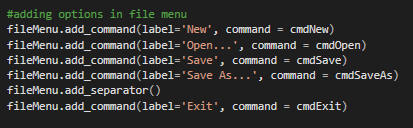 #adding options in file menu
fileMenu.add_command(label='New', command = cmdNew)
fileMenu.add_command(label='Open...', command = cmdOpen)
fileMenu.add_command(label='Save', command = cmdSave)
fileMenu.add_command(label='Save As...', command = cmdSaveAs)
fileMenu.add_separator()
fileMenu.add_command(label='Exit', command = cmdExit)